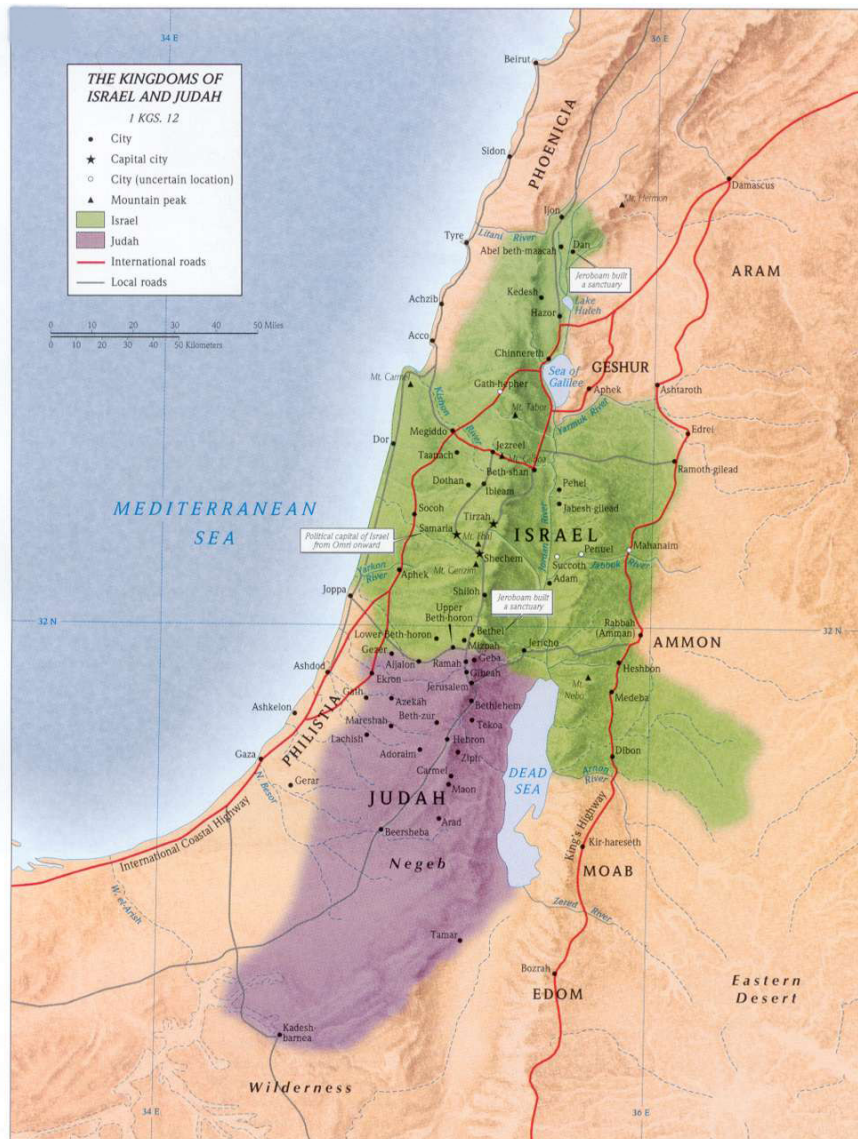 34 E
36 E
THE KINGDOMS OF
ISRAEL AND JUDAH
1 KGS. 12
City
Capital city
City (uncertain location)
Mountain peak
Israel
Judah
International roads
Local roads
10 0 10 20 30 40 50 Miles
10 0 10 20 30 40 50 Kilometers
Beirut
PHOENICIA
Sidon
Damascus
Mt. Hermon
Ijon
Tyre
Litani River
Abel beth-maacah
Dan
ARAM
Jeroboam built
a sanctuary
Kedesh
Lake
Huleh
Achzib
Hazor
Acco
Chinnereth
GESHUR
Sea of
Galilee
Mt. Carmel
Gath-hepher
Aphek
Ashtaroth
Kishon
River
Mt. Tabor
Yarmuk River
Megiddo
Edrei
Dor
Taanach
Jezreel
Beth-shan
Ramoth-gilead
Dothan
Ibleam
Pehel
Jabesh-gilead
MEDITERRANEAN
SEA
Socoh
Tirzah
Samaria
ISRAEL
Political capital of Israel
from Omri onward
Mt. Ebal
Shechem
Jordan River
Penuel
Mahanaim
Mt. Gerizim
Succoth
Jabbok River
Yarkon
River
Aphek
Adam
Joppa
Shiloh
Jeroboam built
a sanctuary
32 N
Upper
Beth-horon
32 N
Lower Beth-horon
Bethel
Rabbah
(Amman)
AMMON
Mizpah
Jericho
Gezer
Aijalon
Ramah
Geba
Heshbon
Ashdod
Ekron
Gibeah
Mt.
Nebo
Jerusalem
Gath
Azekah
Bethlehem
Medeba
Ashkelon
PHILISTIA
Mareshah
Beth-zur
Tekoa
Lachish
Hebron
Gaza
Adoraim
Ziph
Dibon
N. Besor
Gerar
Carmel
DEAD
SEA
Arnon
River
Maon
JUDAH
International Coastal Highway
Arad
Beersheba
King's Highway
Kir-hareseth
Negeb
MOAB
W. el-Arish
Zered River
Tamar
Bozrah
EDOM
Eastern
Desert
Kadesh-
barnea
Wilderness
34 E
36 E